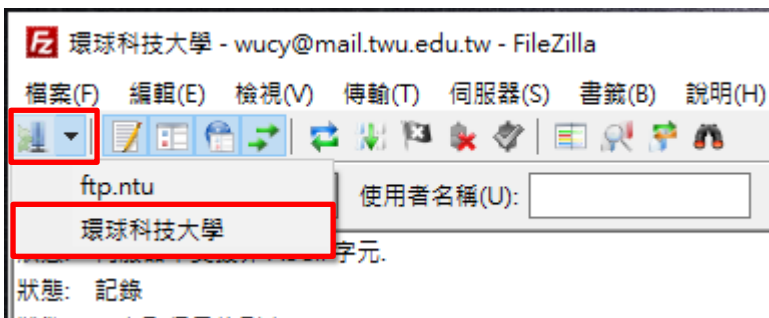 環球科技大學 - wucy@mail.twu.edu.tw - FileZilla
檔案(F) 編輯(E) 檢視(V) 傳輸(T) 伺服器(S) 書籤(B) 說明(H)
ftp.ntu
使用者名稱(U):
環球科技大學
字元.
狀態: 記錄